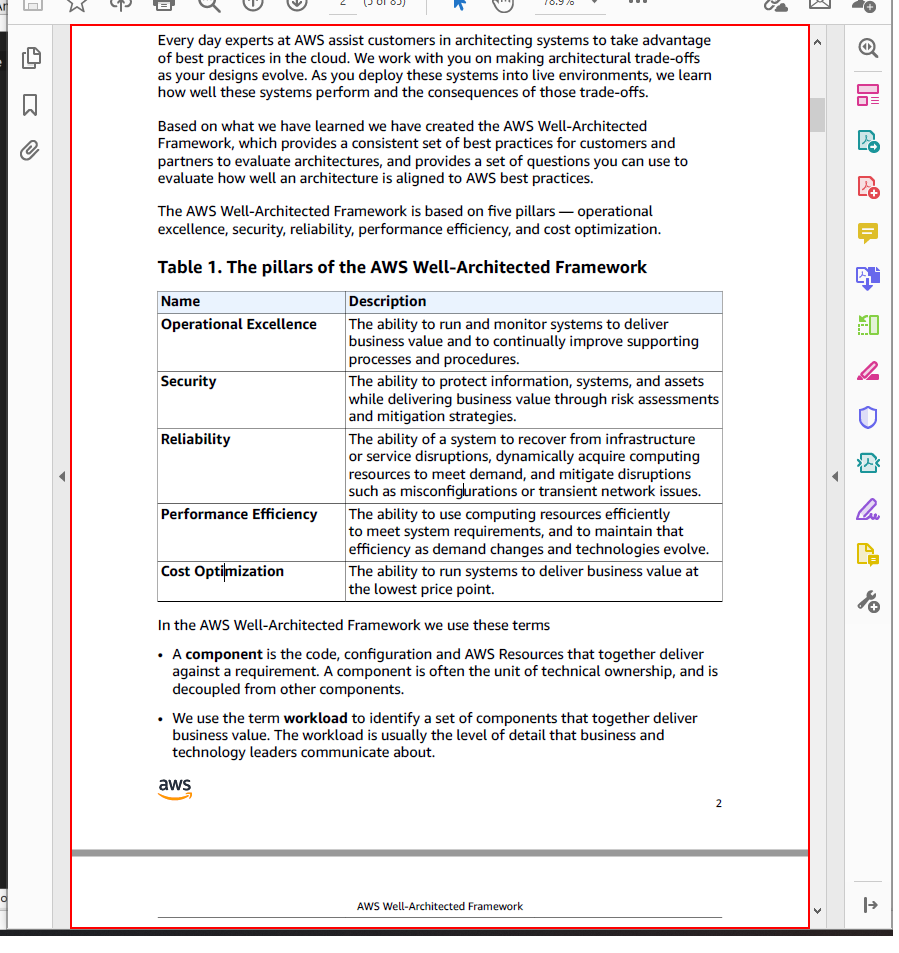 2 (5 of 85) 78.9%
Every day experts at AWS assist customers in architecting systems to take advantage
of best practices in the cloud. We work with you on making architectural trade-offs
as your designs evolve. As you deploy these systems into live environments, we learn
how well these systems perform and the consequences of those trade-offs.
Based on what we have learned we have created the AWS Well-Architected
Framework, which provides a consistent set of best practices for customers and
partners to evaluate architectures, and provides a set of questions you can use to
evaluate how well an architecture is aligned to AWS best practices.
The AWS Well-Architected Framework is based on five pillars — operational
excellence, security, reliability, performance efficiency, and cost optimization.
Table 1. The pillars of the AWS Well-Architected Framework
Name Description
Operational Excellence The ability to run and monitor systems to deliver
business value and to continually improve supporting
processes and procedures.
Security The ability to protect information, systems, and assets
while delivering business value through risk assessments
and mitigation strategies.
Reliability The ability of a system to recover from infrastructure
or service disruptions, dynamically acquire computing
resources to meet demand, and mitigate disruptions
such as misconfigurations or transient network issues.
Performance Efficiency The ability to use computing resources efficiently
to meet system requirements, and to maintain that
efficiency as demand changes and technologies evolve.
Cost Optimization The ability to run systems to deliver business value at
the lowest price point.
In the AWS Well-Architected Framework we use these terms
• A component is the code, configuration and AWS Resources that together deliver
against a requirement. A component is often the unit of technical ownership, and is
decoupled from other components.
• We use the term workload to identify a set of components that together deliver
business value. The workload is usually the level of detail that business and
technology leaders communicate about.
aws
2
AWS Well-Architected Framework